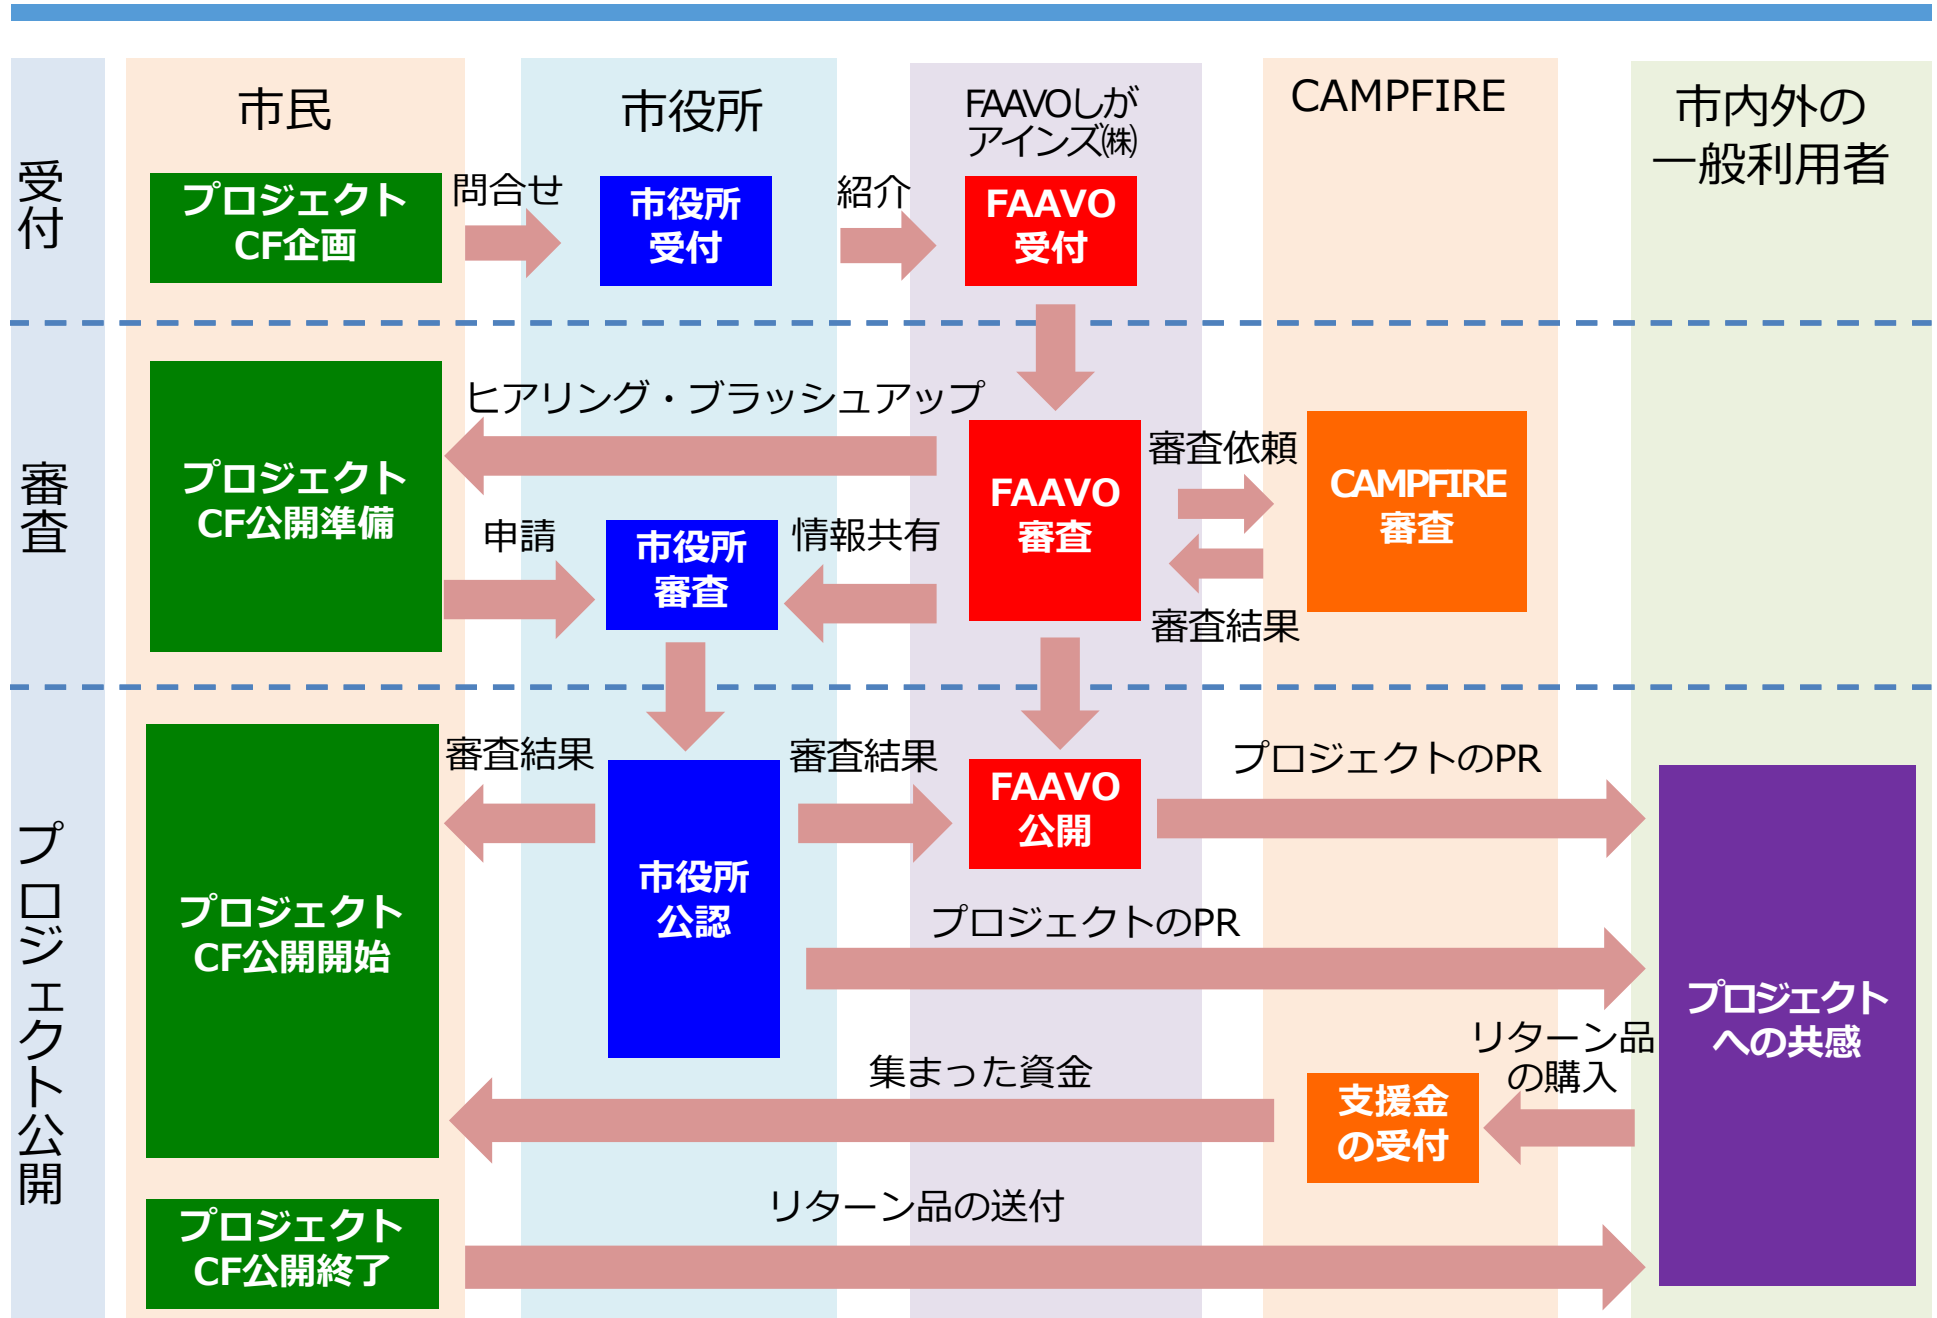 市民
市役所
FAAVOしが
アインズ㈱
CAMPFIRE
市内外の
一般利用者
受付
プロジェクト
CF企画
問合せ
市役所
受付
紹介
FAAVO
受付
審査
ヒアリング・ブラッシュアップ
プロジェクト
CF公開準備
申請
市役所
審査
情報共有
FAAVO
審査
審査依頼
CAMPFIRE
審査
審査結果
プロジェクト公開
プロジェクト
CF公開開始
審査結果
市役所
公認
審査結果
FAAVO
公開
プロジェクトのPR
プロジェクトのPR
プロジェクト
への共感
リターン品
の購入
支援金
の受付
集まった資金
プロジェクト
CF公開終了
リターン品の送付